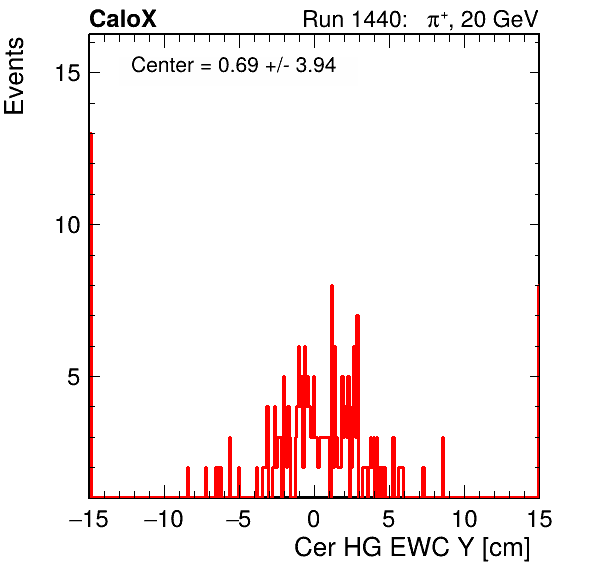 CaloX Run 1440: π⁺, 20 GeV
Events
Center = 0.69 +/- 3.94
15
10
5
−15 −10 −5 0 5 10 15
Cer HG EWC Y [cm]